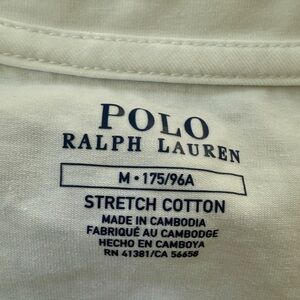 POLO
RALPH LAUREN
M • 175/96A
STRETCH COTTON
MADE IN CAMBODIA
FABRIQUÉ AU CAMBODGE
HECHO EN CAMBOYA
RN 41381/CA 56658